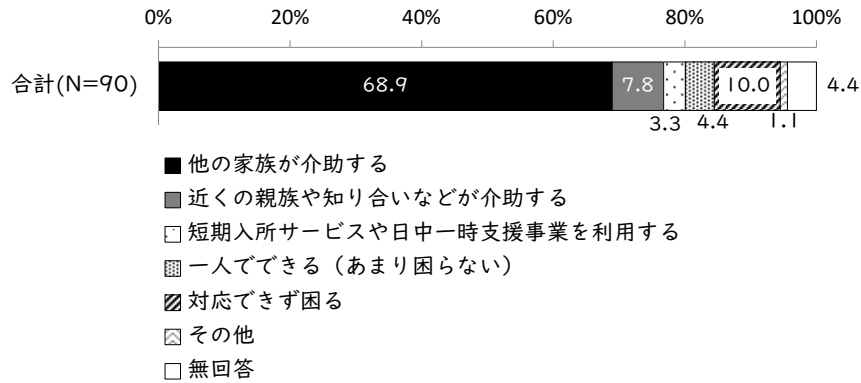 0% 20% 40% 60% 80% 100%
合計(N=90) 68.9 7.8 10.0 4.4
3.3 4.4 1.1
他の家族が介助する
近くの親族や知り合いなどが介助する
短期入所サービスや日中一時支援事業を利用する
一人でできる（あまり困らない）
対応できず困る
その他
無回答